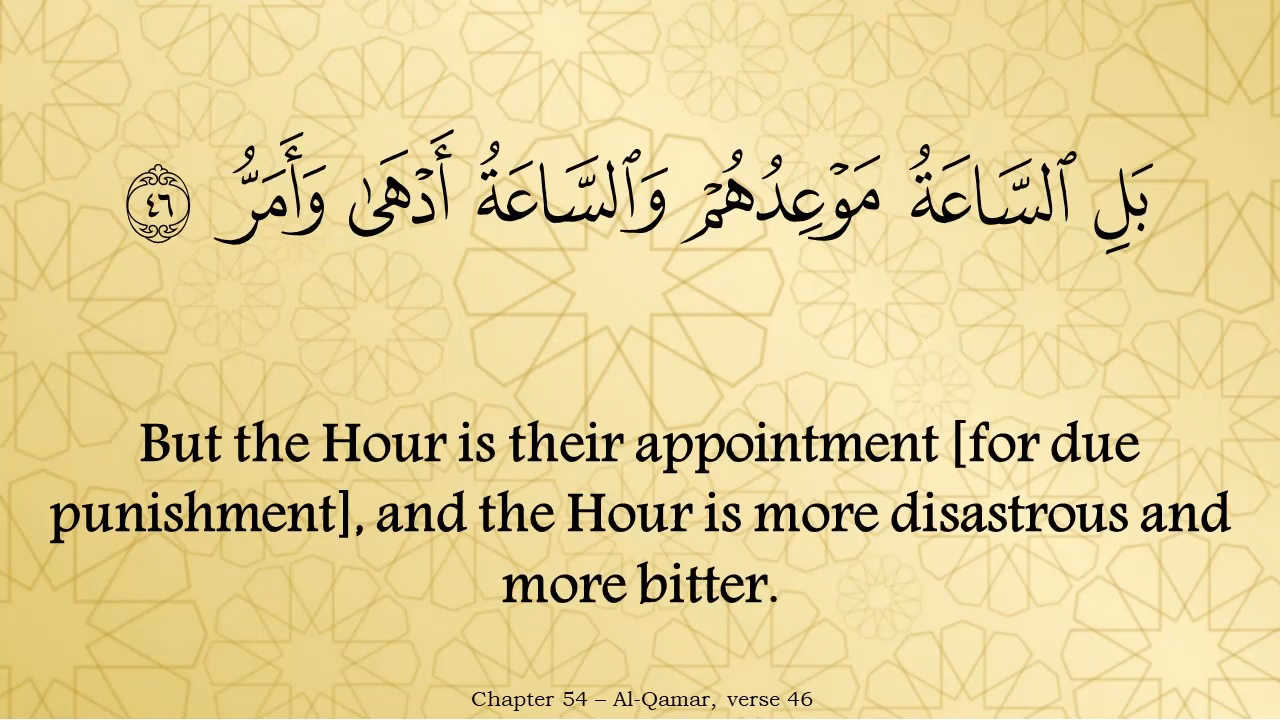 بَلِ ٱلسَّاعَةُ مَوۡعِدُهُمۡ وَٱلسَّاعَةُ أَدۡهَىٰ وَأَمَرُّ ٤٦
But the Hour is their appointment [for due
punishment], and the Hour is more disastrous and
more bitter.
Chapter 54 – Al-Qamar, verse 46